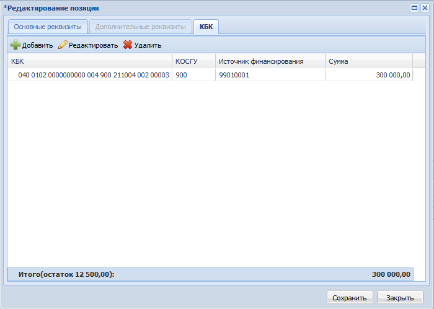 *Редактирование позиции
Основные реквизиты Дополнительные реквизиты КБК
Добавить Редактировать Удалить
КБК КОСГУ Источник финансирования Сумма
040 0102 0000000000 004 900 211004 002 00003 900 99010001 300 000,00
Итого(остаток 12 500,00): 300 000,00
Сохранить Закрыть